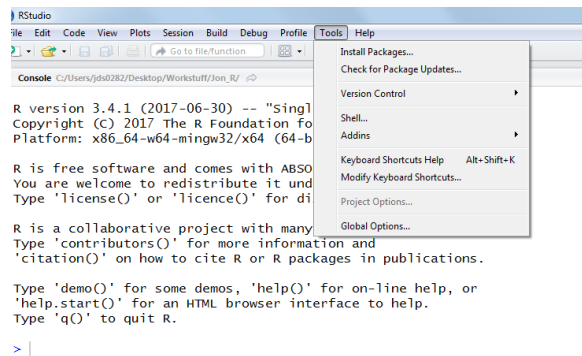 RStudio
File Edit Code View Plots Session Build Debug Profile Tools Help
Go to file/function
Install Packages...
Check for Package Updates...
Version Control
Shell...
Addins
Keyboard Shortcuts Help Alt+Shift+K
Modify Keyboard Shortcuts...
Project Options...
Global Options...
Console C:/Users/jds0282/Desktop/Workstuff/Jon_R/
R version 3.4.1 (2017-06-30) -- "Singl
Copyright (C) 2017 The R Foundation fo
Platform: x86_64-w64-mingw32/x64 (64-b
R is free software and comes with ABSO
You are welcome to redistribute it und
Type 'license()' or 'licence()' for di
R is a collaborative project with many
Type 'contributors()' for more information and
'citation()' on how to cite R or R packages in publications.
Type 'demo()' for some demos, 'help()' for on-line help, or
'help.start()' for an HTML browser interface to help.
Type 'q()' to quit R.
>